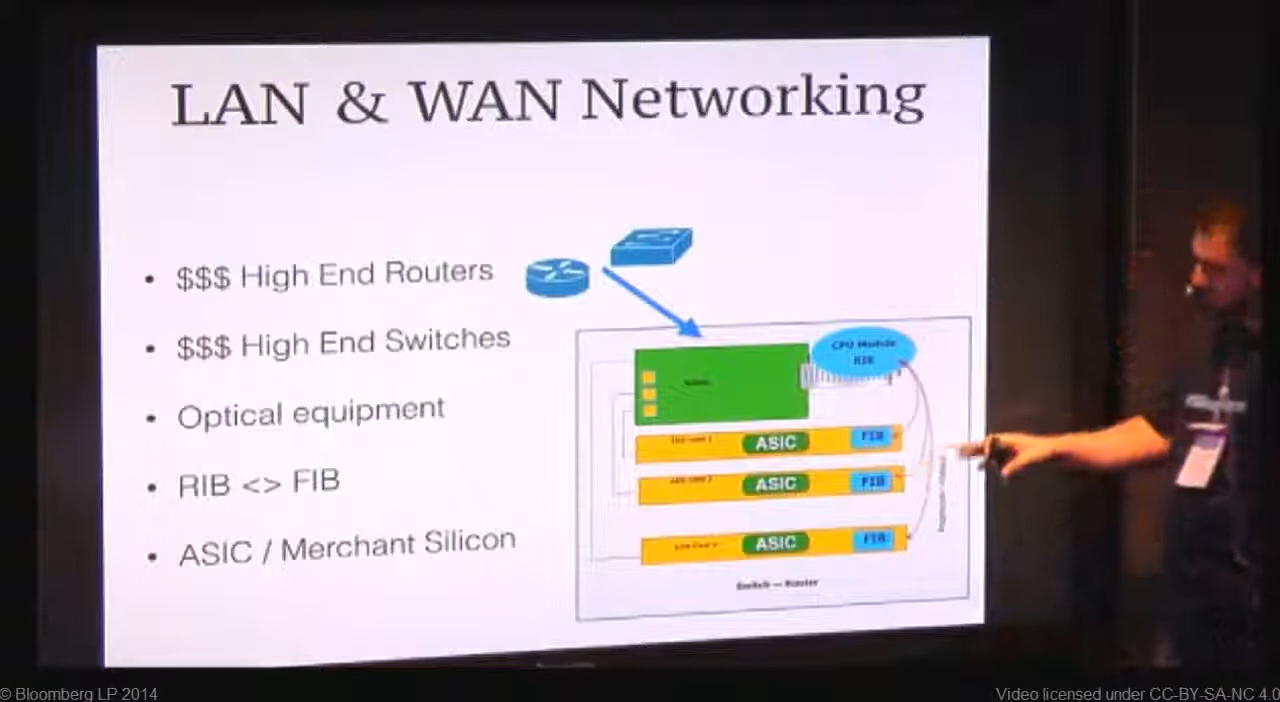 LAN & WAN Networking
• $$$ High End Routers
• $$$ High End Switches
• Optical equipment
• RIB <> FIB
• ASIC / Merchant Silicon
CPU Module
RIB
ASIC
FIB
ASIC
FIB
ASIC
FIB
Switch — Router
© Bloomberg LP 2014
Video licensed under CC-BY-SA-NC 4.0